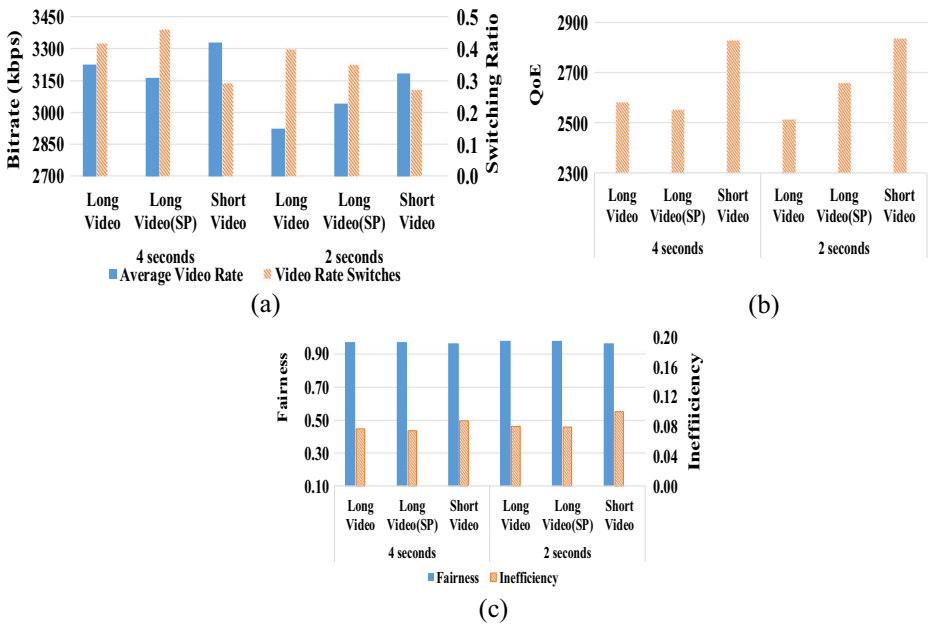 3450
3300
3150
3000
2850
2700
Bitrate (kbps)
0.5
0.4
0.3
0.2
0.1
0.0
Switching Ratio
Long Video
Long Video(SP)
Short Video
Long Video
Long Video(SP)
Short Video
4 seconds
2 seconds
Average Video Rate
Video Rate Switches
(a)
2900
2700
2500
2300
QoE
Long Video
Long Video(SP)
Short Video
Long Video
Long Video(SP)
Short Video
4 seconds
2 seconds
(b)
0.90
0.70
0.50
0.30
0.10
Fairness
0.20
0.16
0.12
0.08
0.04
0.00
Ineffiiciency
Long Video
Long Video(SP)
Short Video
Long Video
Long Video(SP)
Short Video
4 seconds
2 seconds
Fairness
Inefficiency
(c)